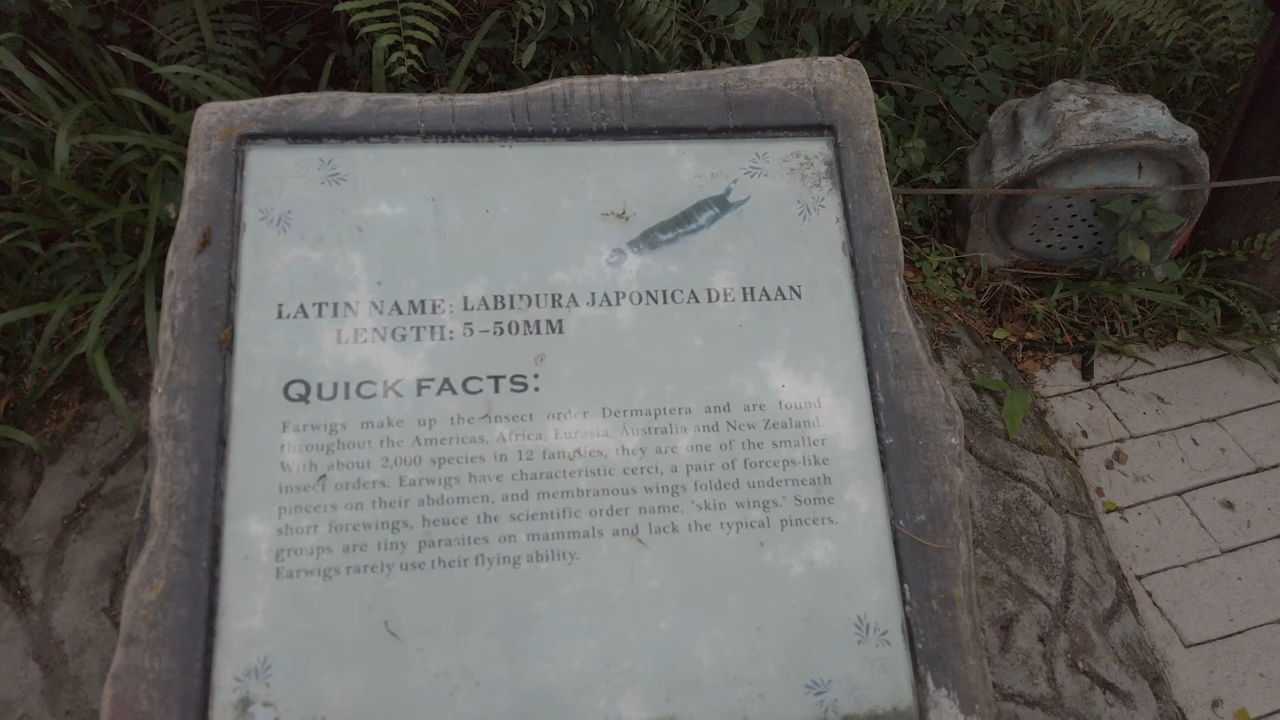 LATIN NAME: LABIDURA JAPONICA DE HAAN
LENGTH: 5-50MM
QUICK FACTS:
Earwigs make up the insect order Dermaptera and are found
throughout the Americas, Africa, Eurasia, Australia and New Zealand.
With about 2,000 species in 12 families, they are one of the smaller
insect orders. Earwigs have characteristic cerci, a pair of forceps-like
pincers on their abdomen, and membranous wings folded underneath
short forewings, hence the scientific order name, "skin wings." Some
groups are tiny parasites on mammals and lack the typical pincers.
Earwigs rarely use their flying ability.